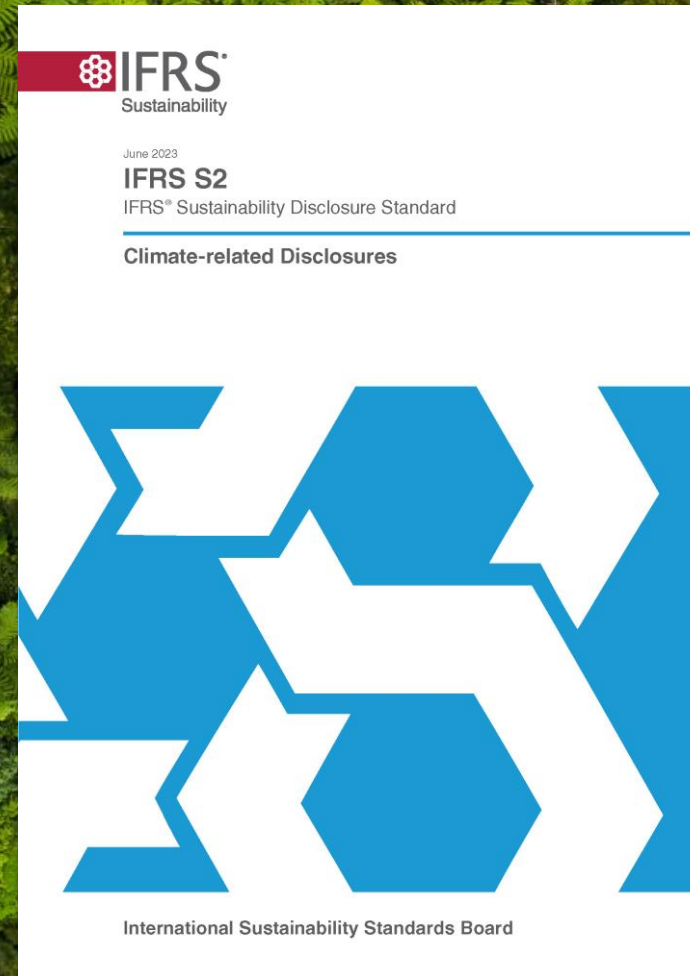 IFRS®
Sustainability
June 2023
IFRS S2
IFRS® Sustainability Disclosure Standard
Climate-related Disclosures
International Sustainability Standards Board